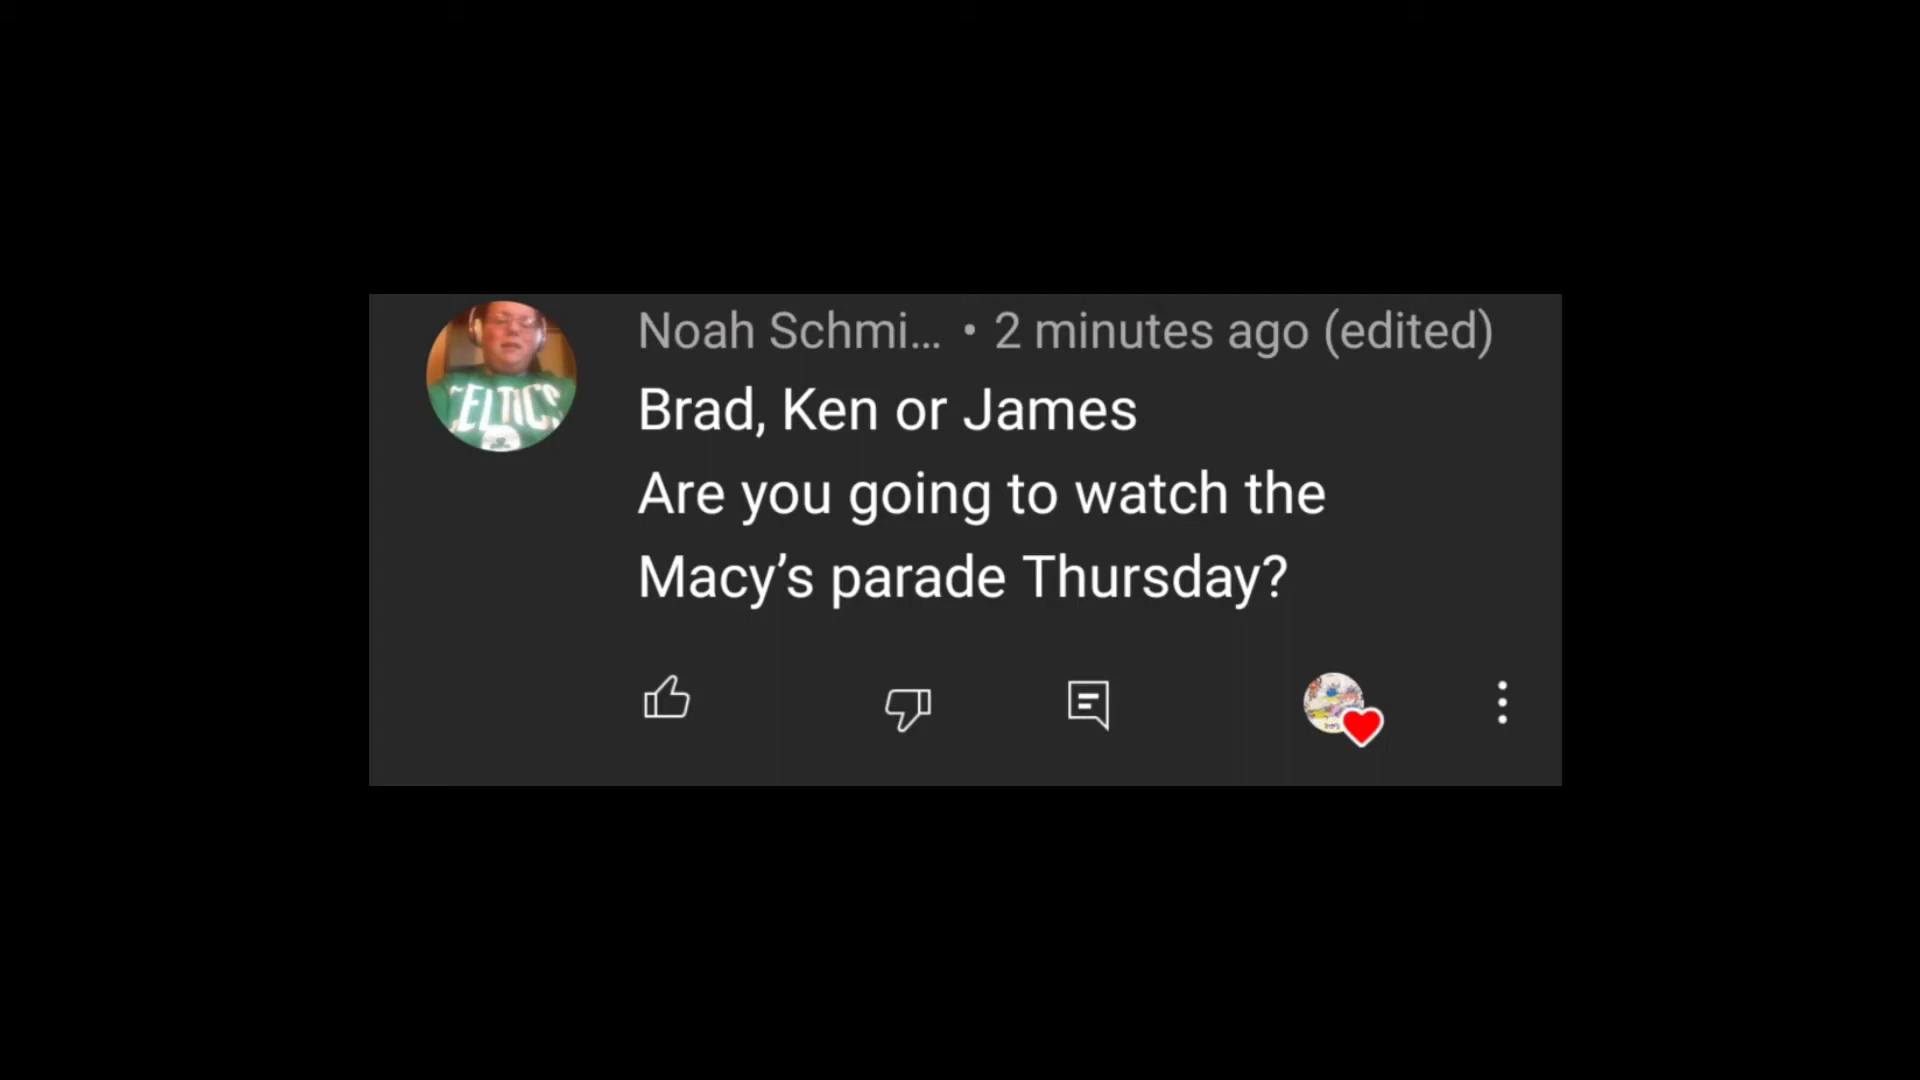 Noah Schmi... • 2 minutes ago (edited)
CELTICS
Brad, Ken or James
Are you going to watch the
Macy’s parade Thursday?